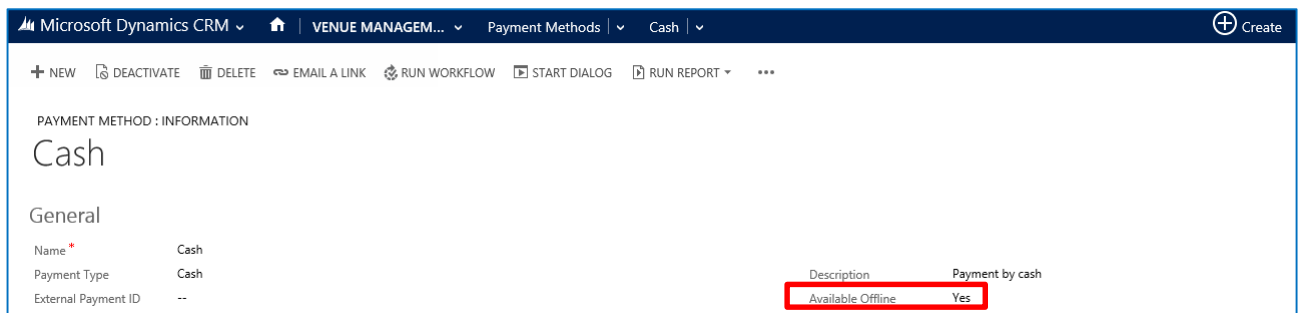 Microsoft Dynamics CRM VENUE MANAGEM... Payment Methods Cash Create
NEW DEACTIVATE DELETE EMAIL A LINK RUN WORKFLOW START DIALOG RUN REPORT ...
PAYMENT METHOD : INFORMATION
Cash
General
Name * Cash
Payment Type Cash Description Payment by cash
External Payment ID -- Available Offline Yes